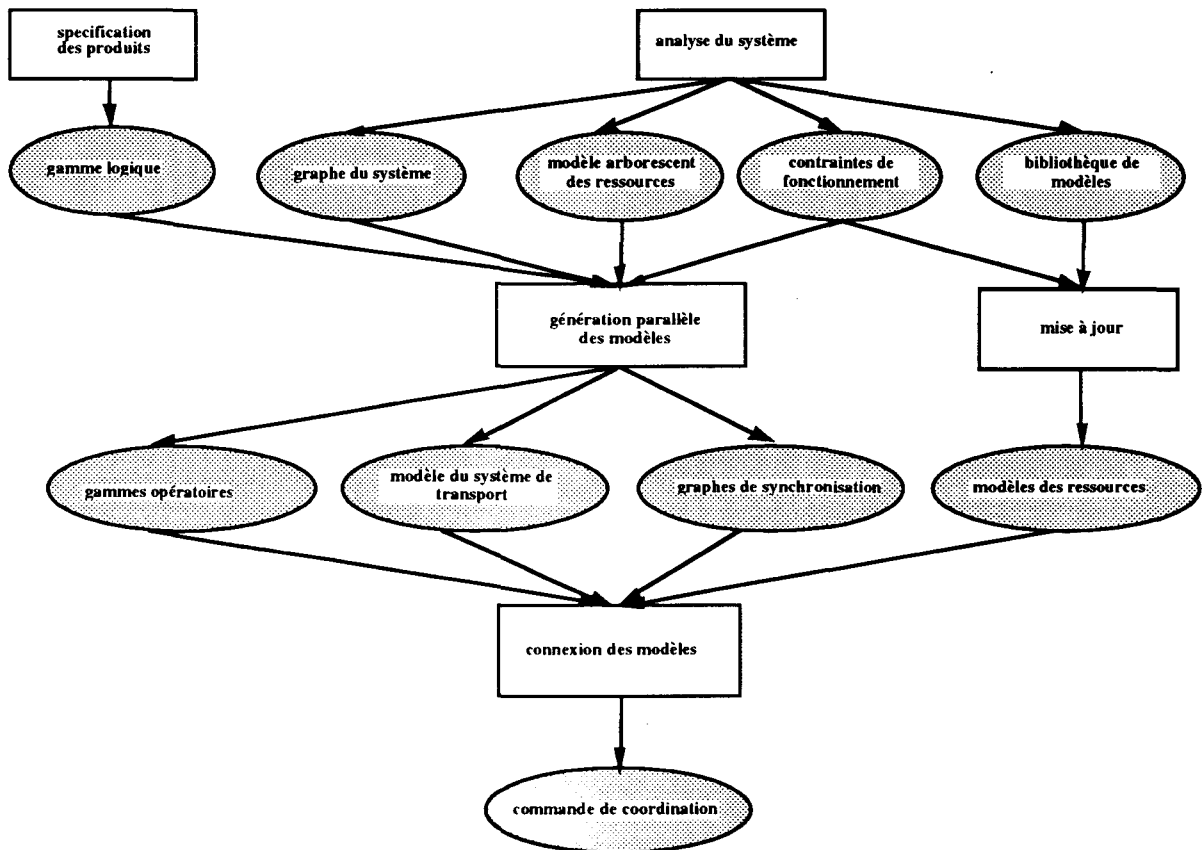 specification
des produits
analyse du système
gamme logique
graphe du système
modèle arborescent
des ressources
contraintes de
fonctionnement
bibliothèque de
modèles
génération parallèle
des modèles
mise à jour
gammes opératoires
modèle du système de
transport
graphes de synchronisation
modèles des ressources
connexion des modèles
commande de coordination